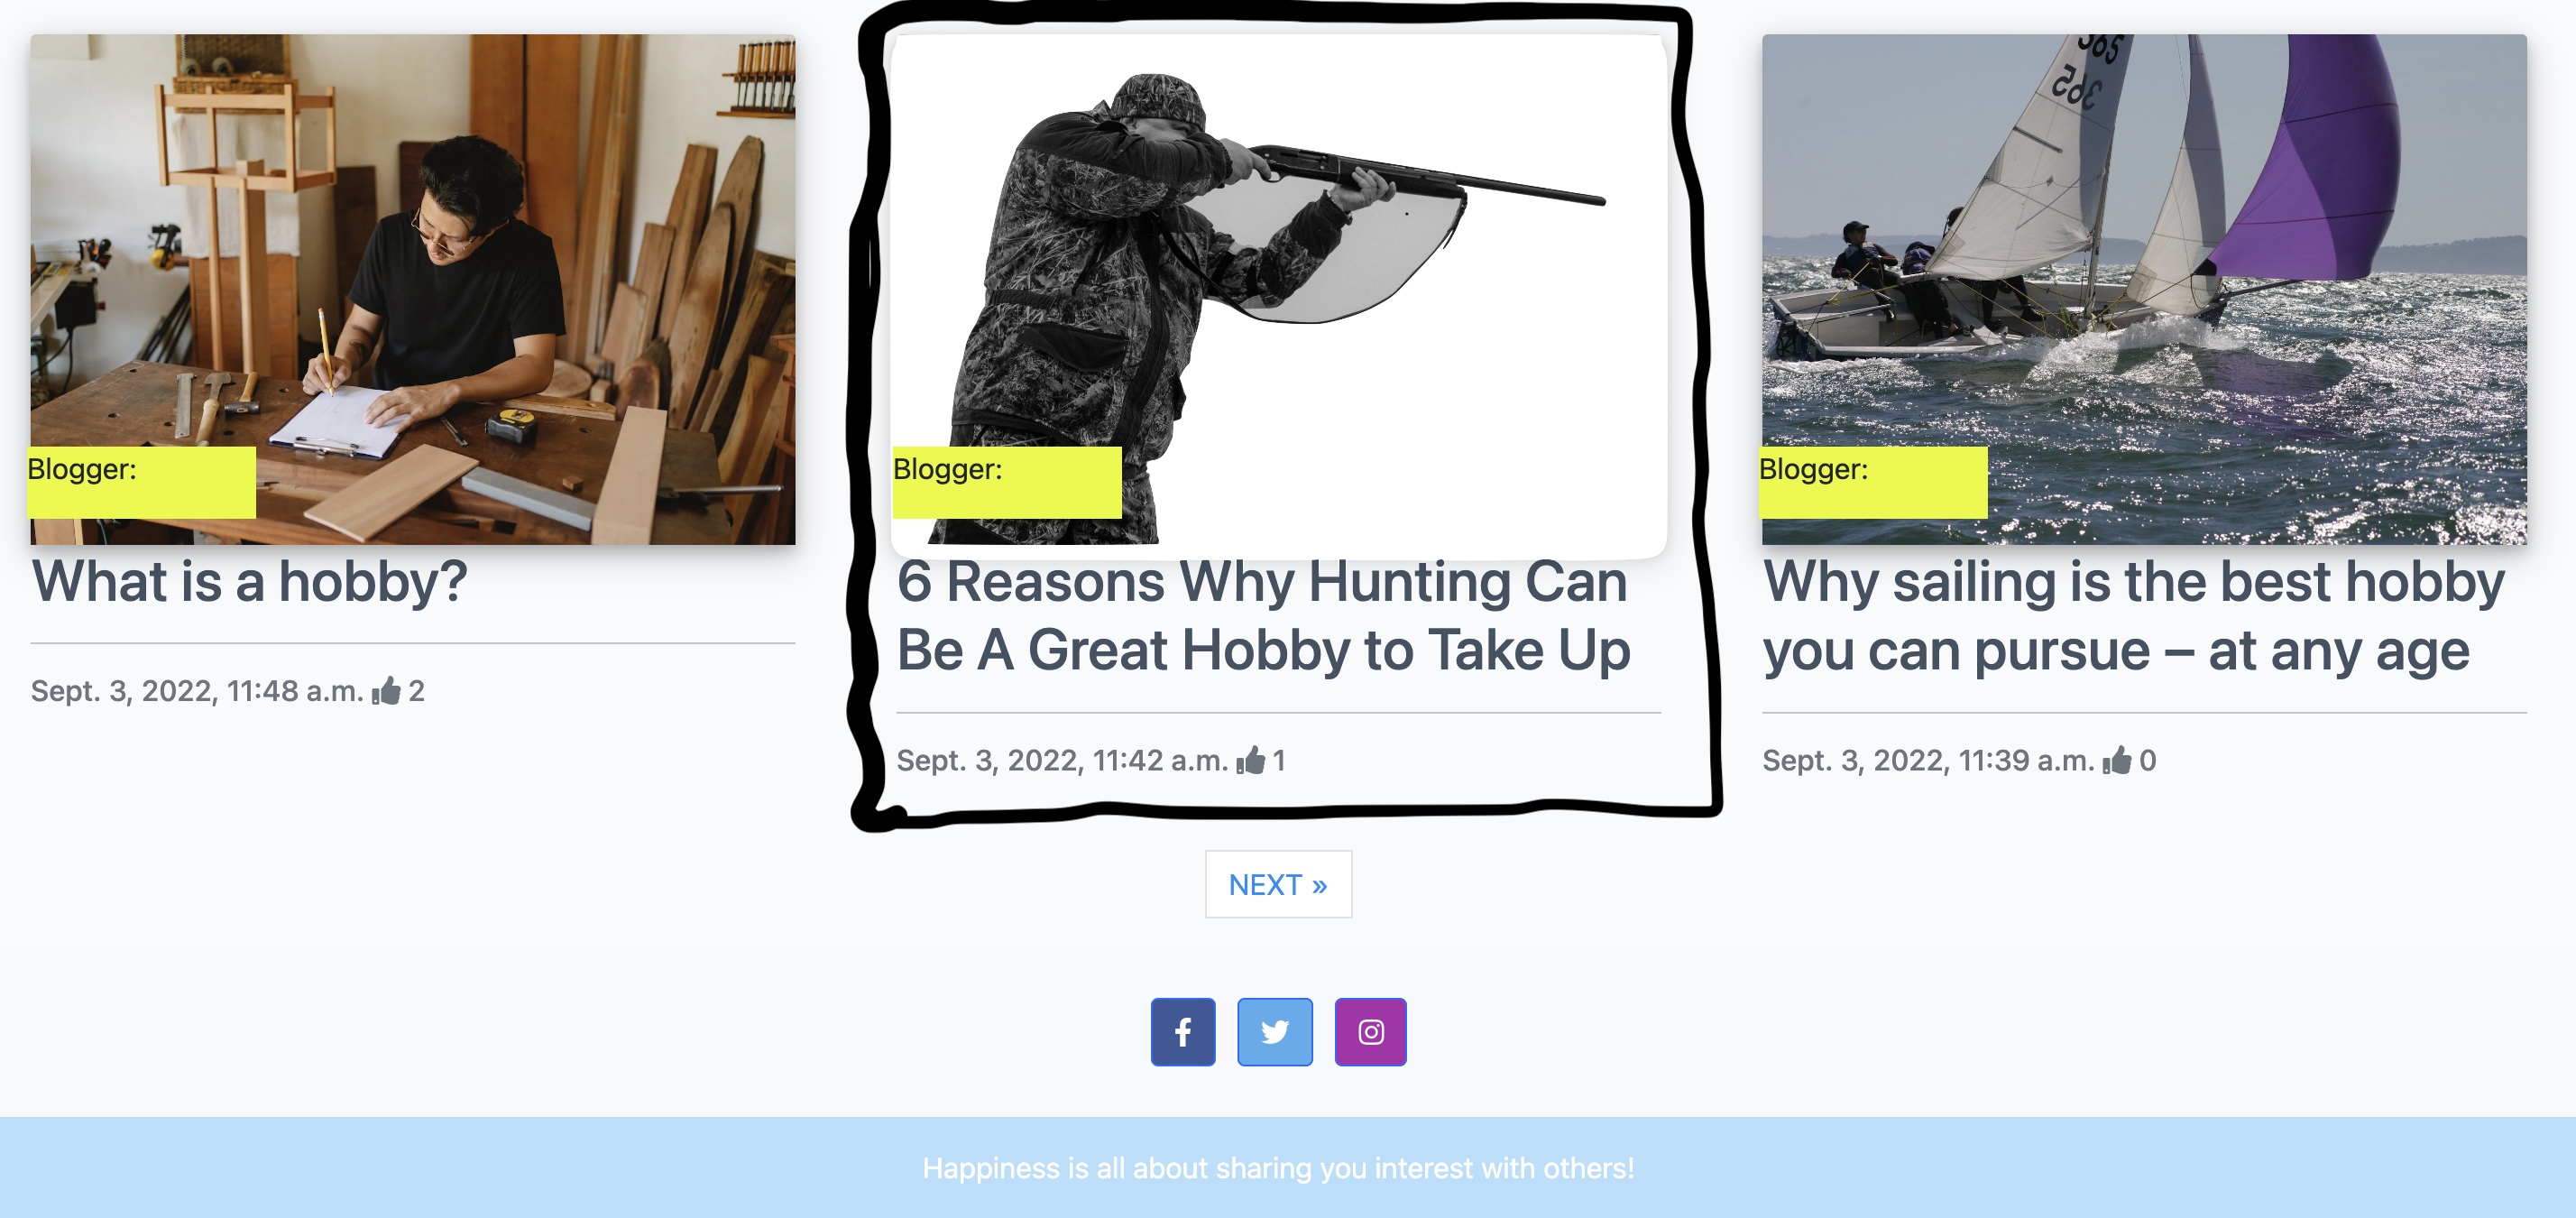 365
365
Blogger:
What is a hobby?
Sept. 3, 2022, 11:48 a.m. 2
Blogger:
6 Reasons Why Hunting Can
Be A Great Hobby to Take Up
Sept. 3, 2022, 11:42 a.m. 1
Blogger:
Why sailing is the best hobby
you can pursue – at any age
Sept. 3, 2022, 11:39 a.m. 0
NEXT »
Happiness is all about sharing you interest with others!